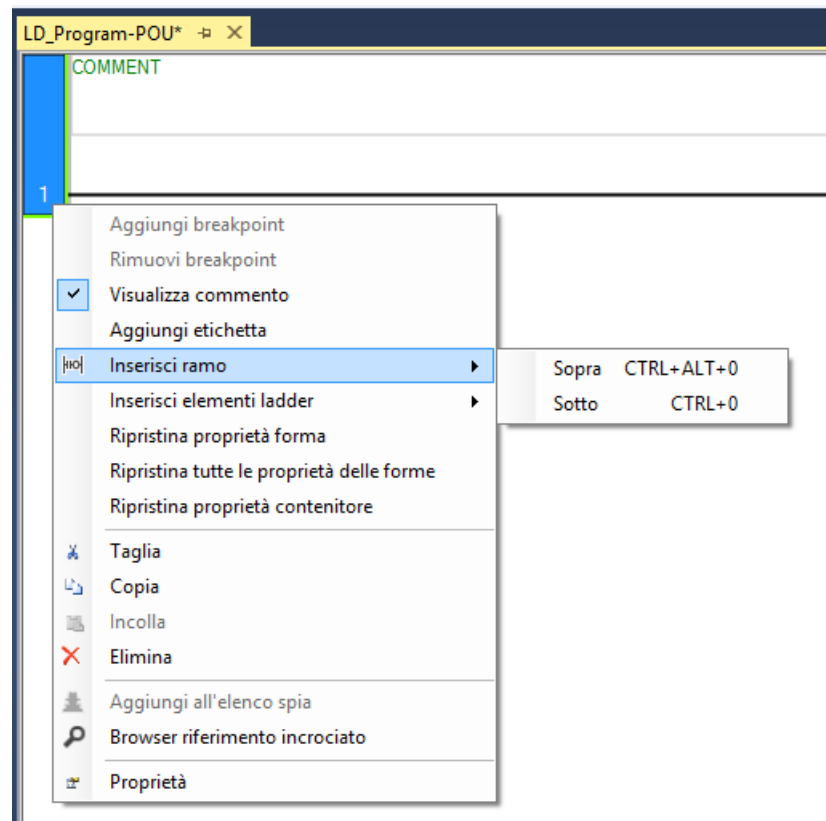 LD_Program-POU*
COMMENT
1
Aggiungi breakpoint
Rimuovi breakpoint
Visualizza commento
Aggiungi etichetta
Inserisci ramo
Sopra CTRL+ALT+0
Inserisci elementi ladder
Sotto CTRL+0
Ripristina proprietà forma
Ripristina tutte le proprietà delle forme
Ripristina proprietà contenitore
Taglia
Copia
Incolla
Elimina
Aggiungi all'elenco spia
Browser riferimento incrociato
Proprietà